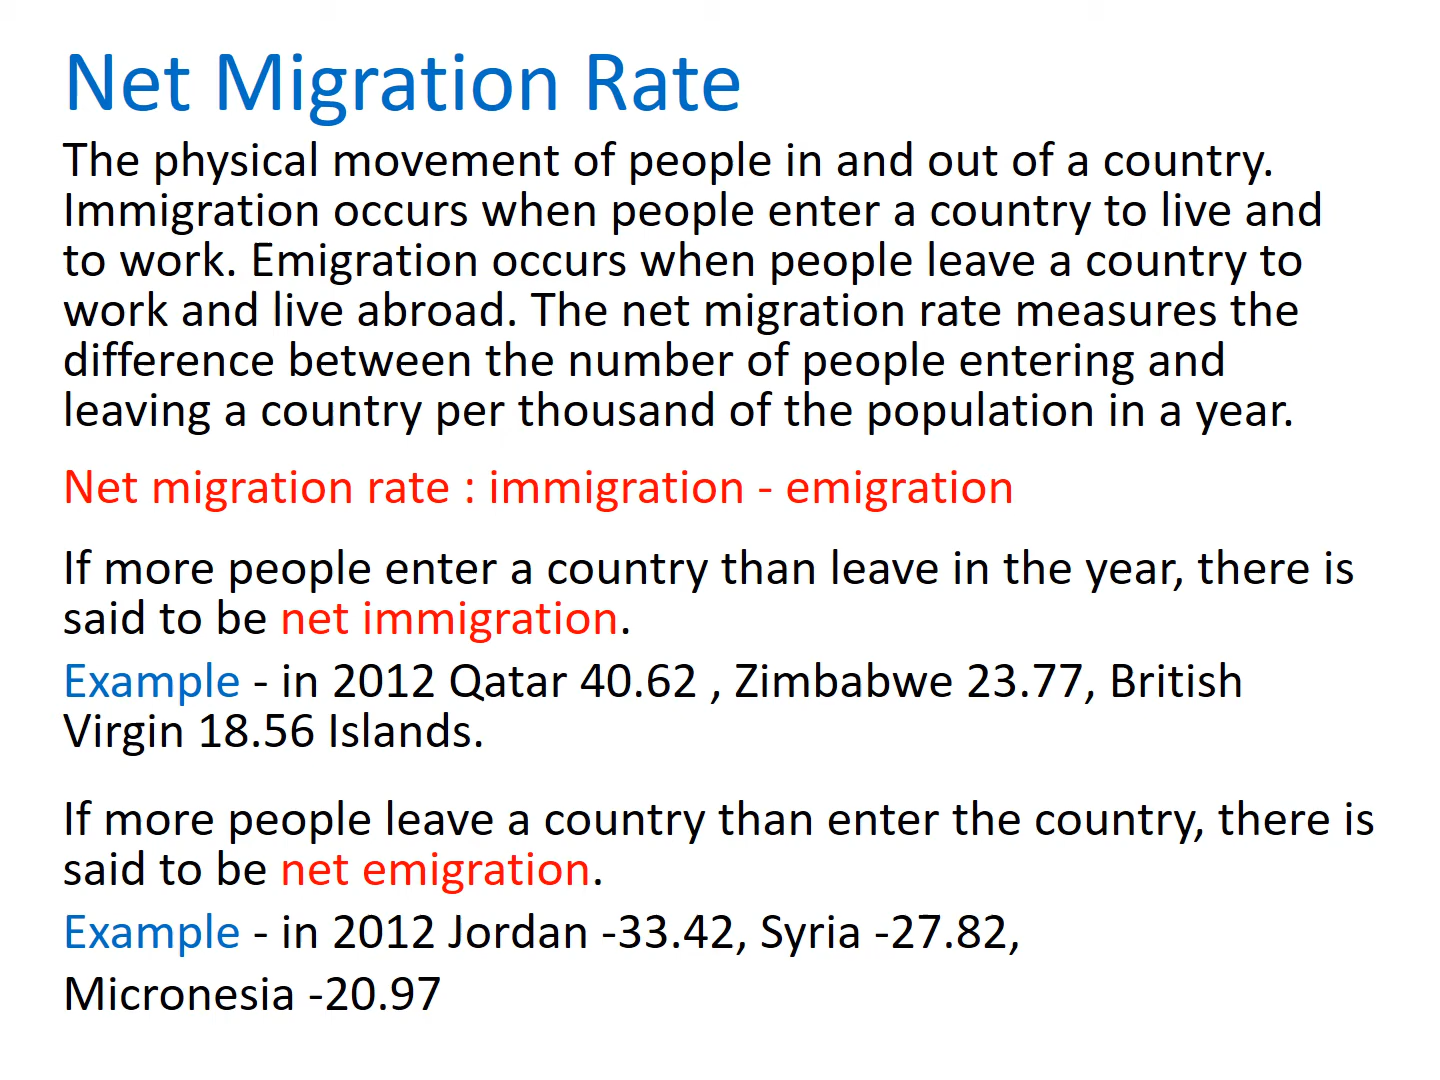 Net Migration Rate
The physical movement of people in and out of a country.
Immigration occurs when people enter a country to live and
to work. Emigration occurs when people leave a country to
work and live abroad. The net migration rate measures the
difference between the number of people entering and
leaving a country per thousand of the population in a year.
Net migration rate : immigration - emigration
If more people enter a country than leave in the year, there is
said to be net immigration.
Example - in 2012 Qatar 40.62 , Zimbabwe 23.77, British
Virgin 18.56 Islands.
If more people leave a country than enter the country, there is
said to be net emigration.
Example - in 2012 Jordan -33.42, Syria -27.82,
Micronesia -20.97